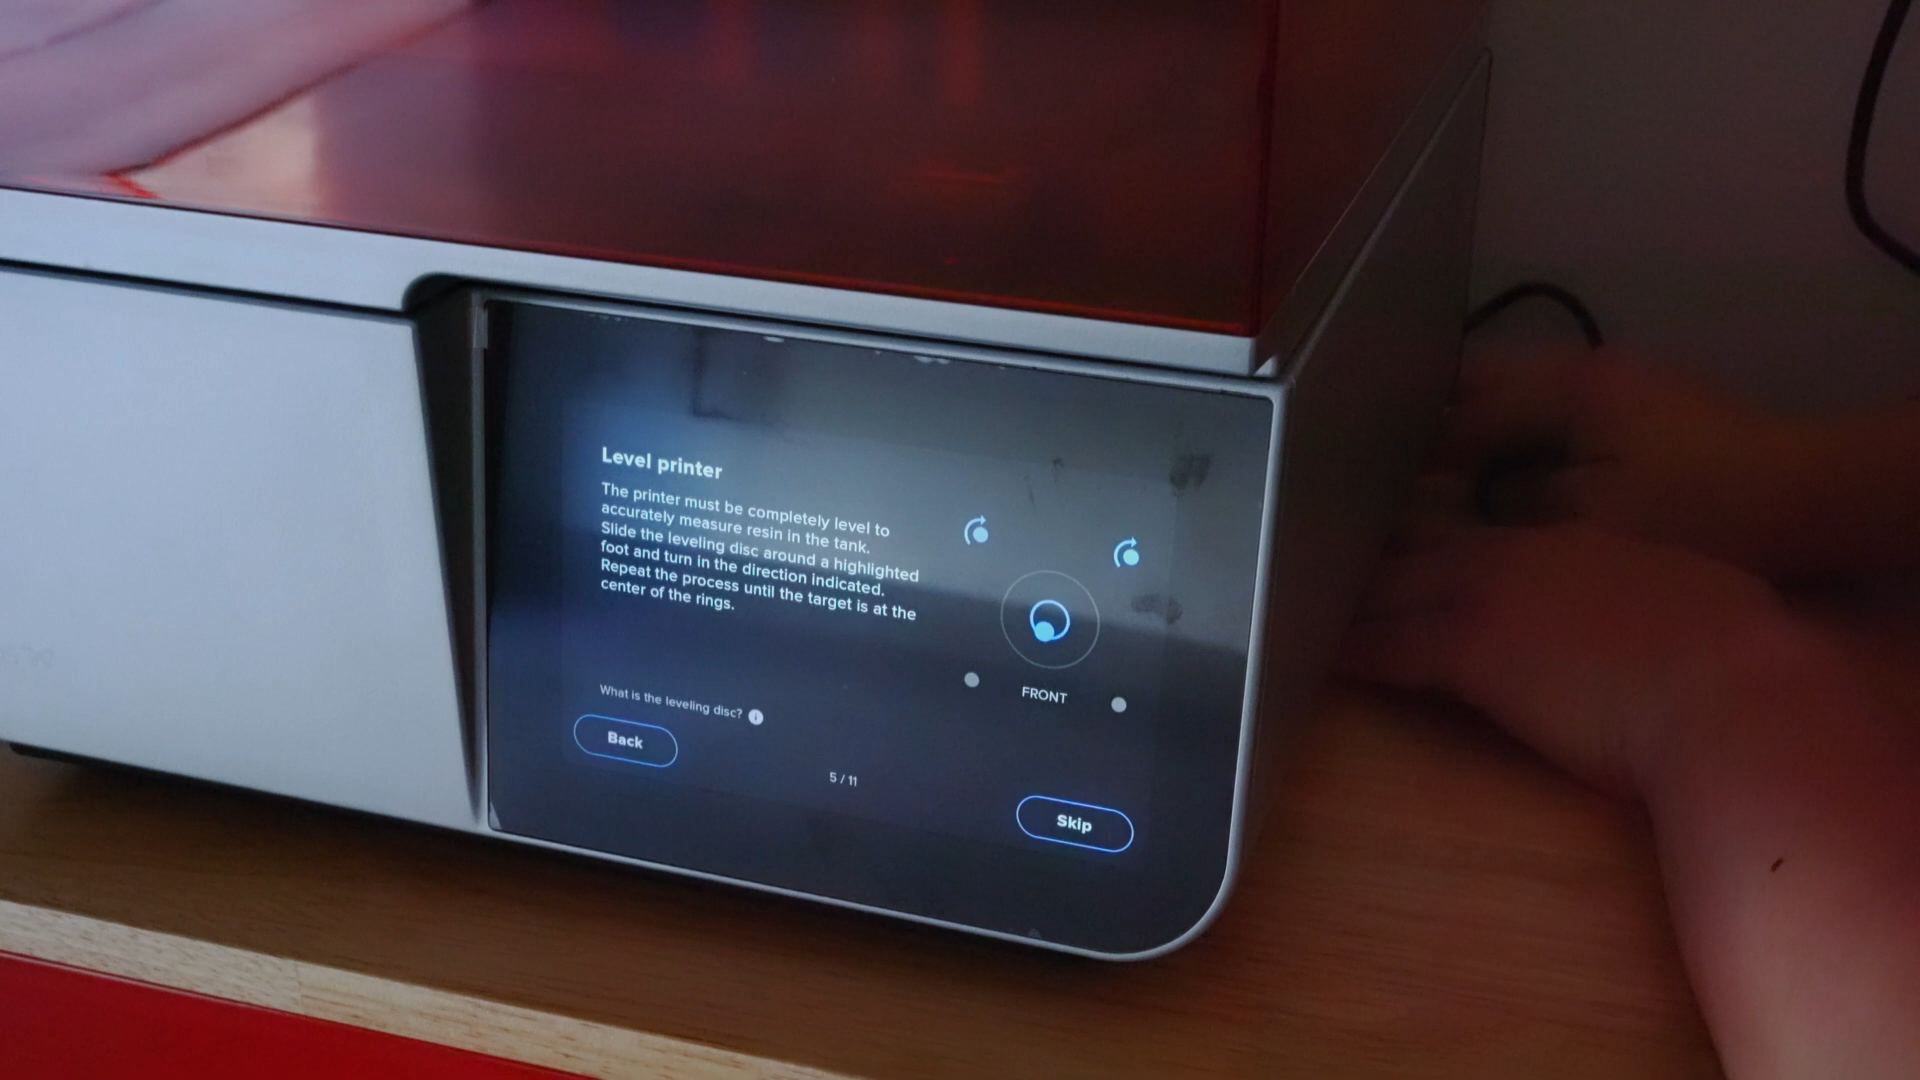 Level printer
The printer must be completely level to
accurately measure resin in the tank.
Slide the leveling disc around a highlighted
foot and turn in the direction indicated.
Repeat the process until the target is at the
center of the rings.
FRONT
What is the leveling disc? i
Back
5 / 11
Skip